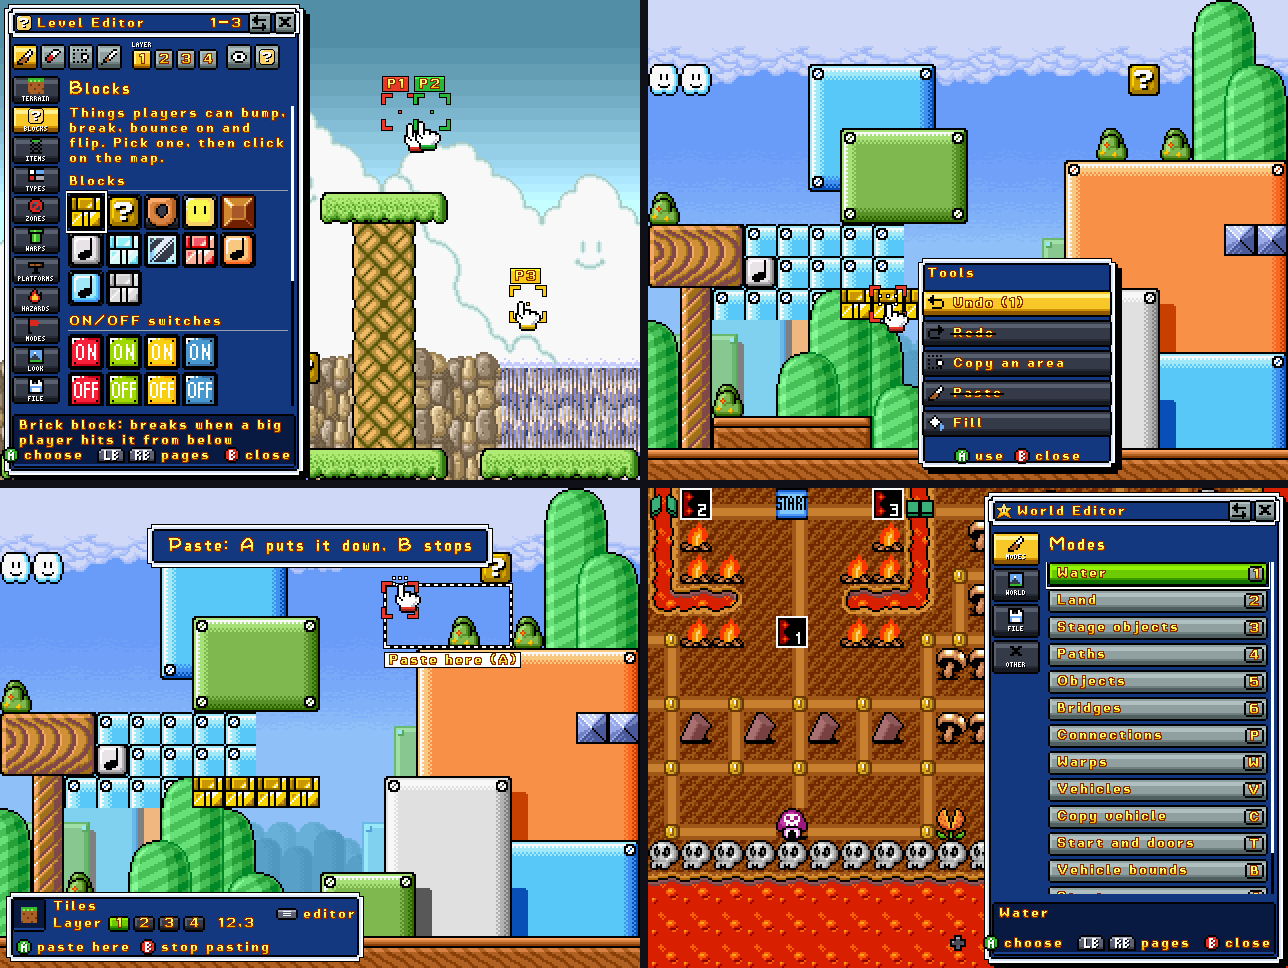 Level Editor 1-3
LAYER
1 2 3 4
TERRAIN
BLOCKS
ITEMS
TYPES
ZONES
WARPS
PLATFORMS
HAZARDS
MODES
LOOK
FILE
Blocks
Things players can bump,
break, bounce on and
flip. Pick one, then click
on the map.
Blocks
ON/OFF switches
ON ON ON ON
OFF OFF OFF OFF
Brick block: breaks when a big
player hits it from below
A choose LB RB pages B close
P1 P2
P3
Tools
Undo (1)
Redo
Copy an area
Paste
Fill
A use B close
Paste: A puts it down, B stops
Paste here (A)
Tiles
Layer 1 2 3 4 12,3 editor
A paste here B stop pasting
2 START 3
1
World Editor
MODES
WORLD
FILE
OTHER
Modes
Water 1
Land 2
Stage objects 3
Paths 4
Objects 5
Bridges 6
Connections P
Warps W
Vehicles V
Copy vehicle C
Start and doors T
Vehicle bounds B
Water
A choose LB RB pages B close